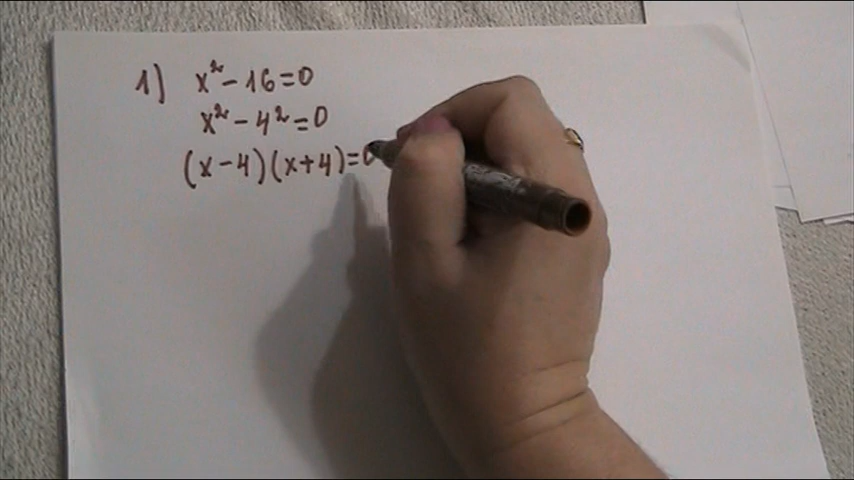 1) x² - 16 = 0
x² - 4² = 0
(x - 4)(x + 4) = 0